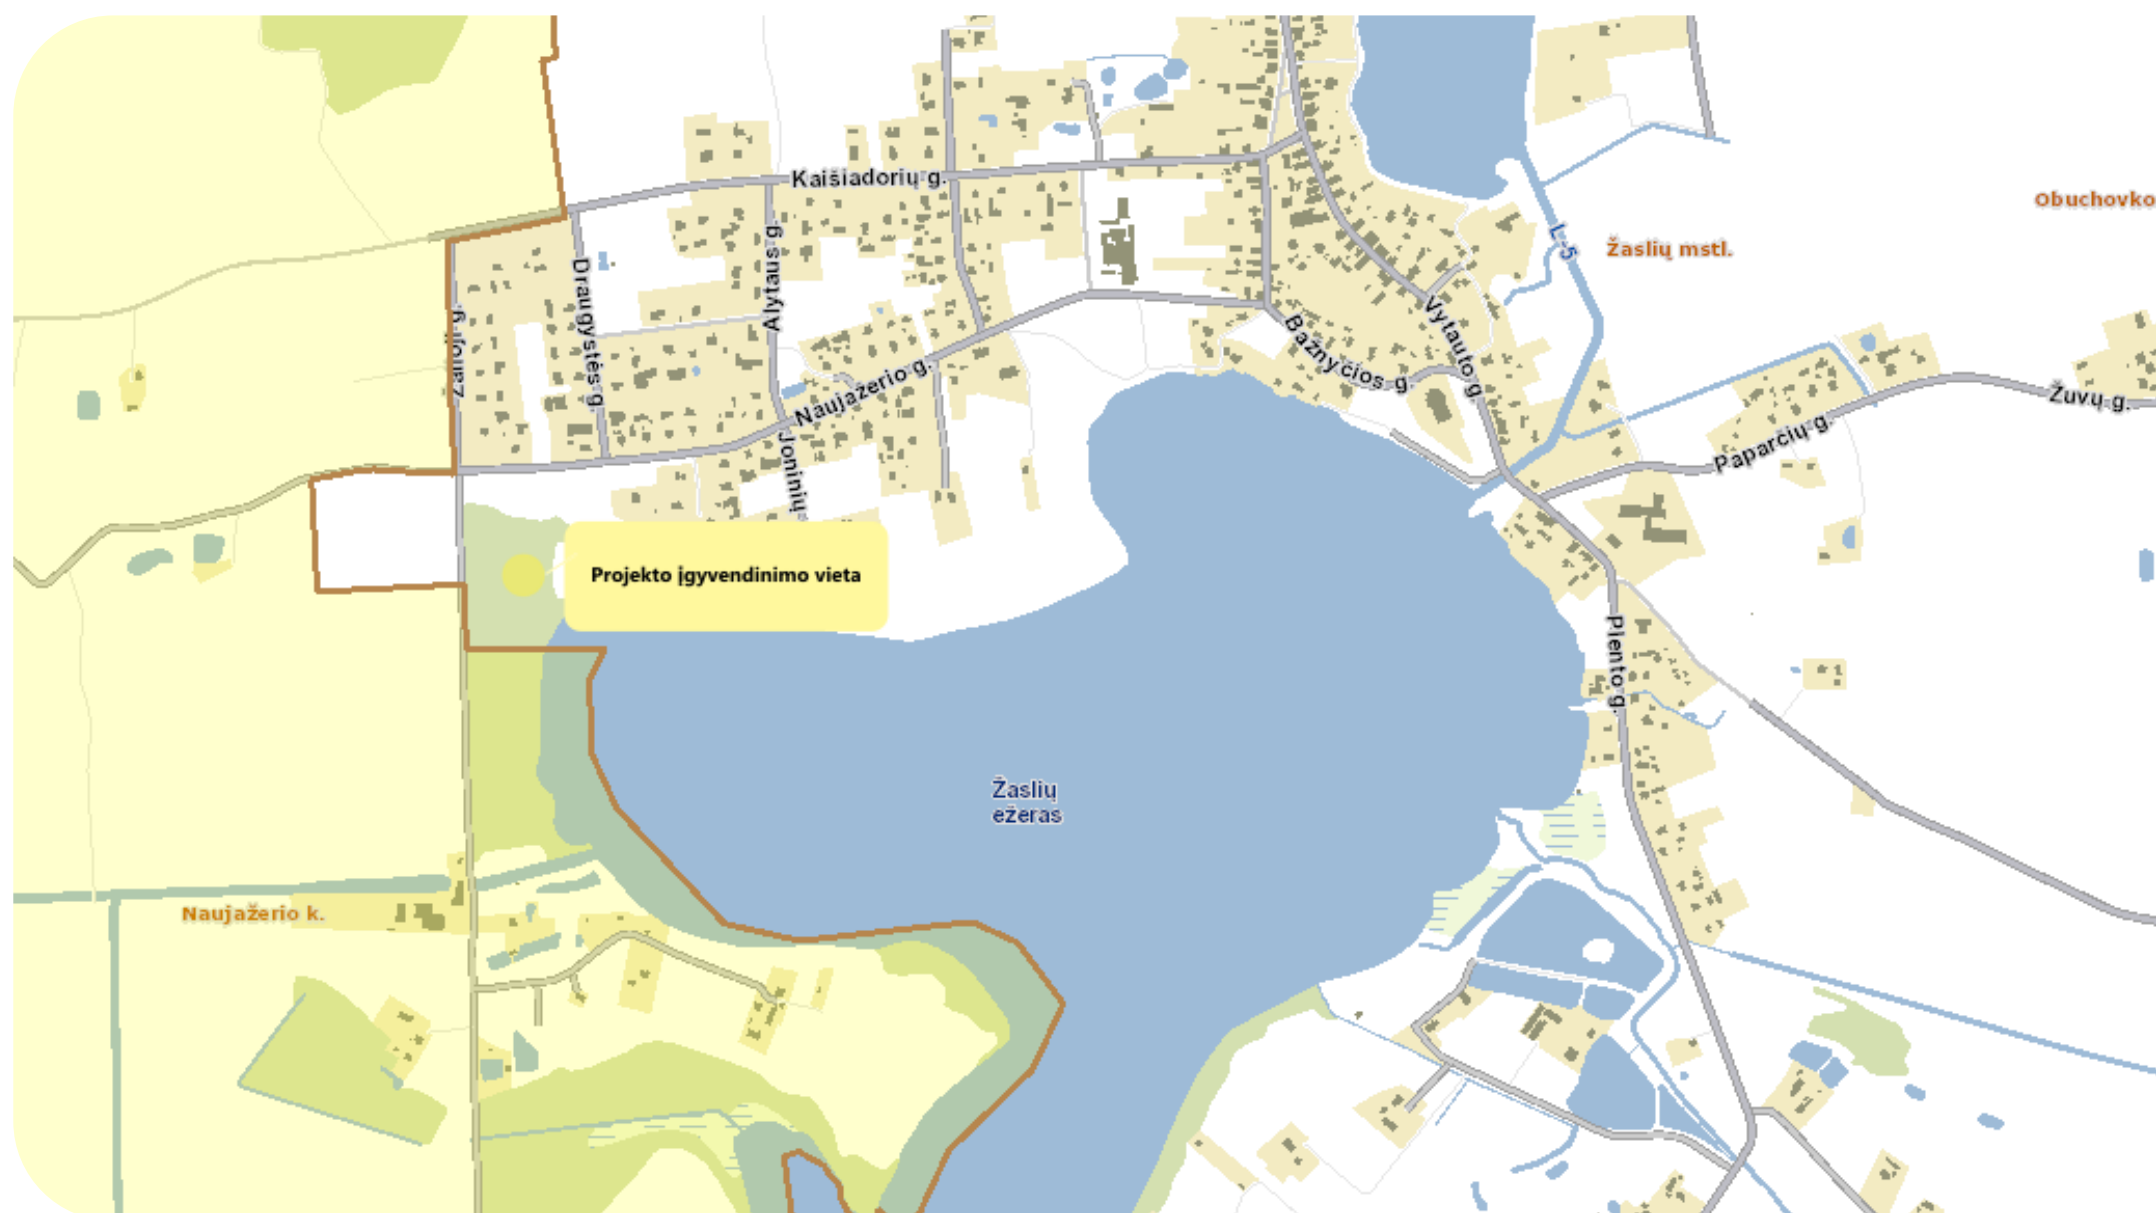 Kaišiadorių g.
Obuchovko
L-5
Žaslių mstl.
Alytaus g.
Draugystės g.
Žalioji g.
Bažnyčios g.
Vytauto g.
Naujažerio g.
Žuvų g.
Paparčių g.
Joninių
Projekto įgyvendinimo vieta
Plento g.
Žaslių
ežeras
Naujažerio k.